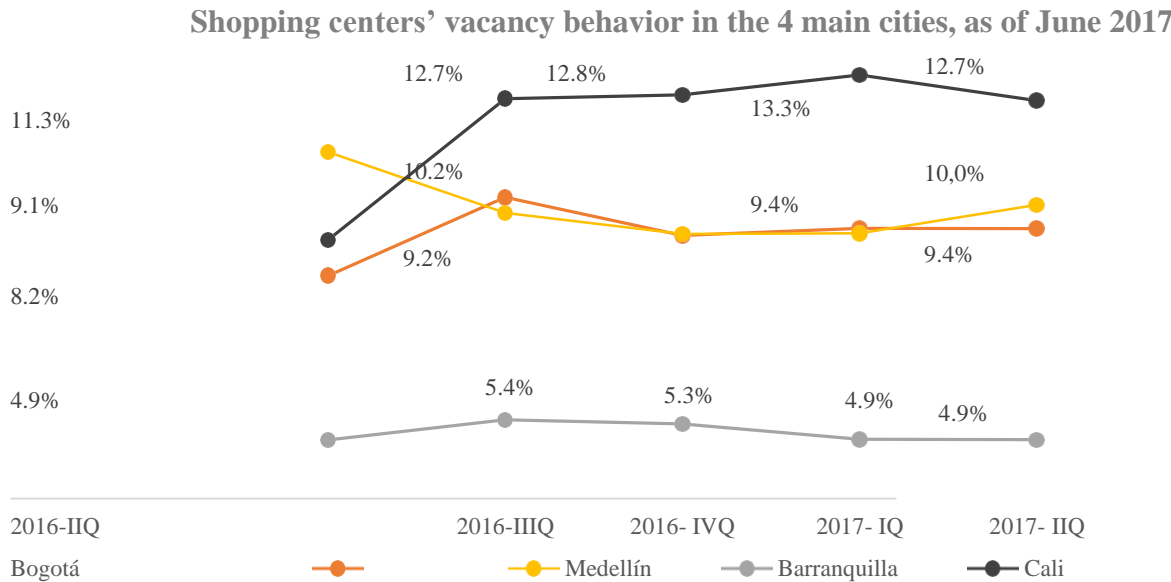 Shopping centers’ vacancy behavior in the 4 main cities, as of June 2017
12.7% 12.8% 12.7%
13.3%
11.3%
10.2% 10,0%
9.1% 9.4%
9.2% 9.4%
8.2%
5.4% 5.3% 4.9% 4.9%
4.9%
2016-IIQ 2016-IIIQ 2016- IVQ 2017- IQ 2017- IIQ
Bogotá Medellín Barranquilla Cali